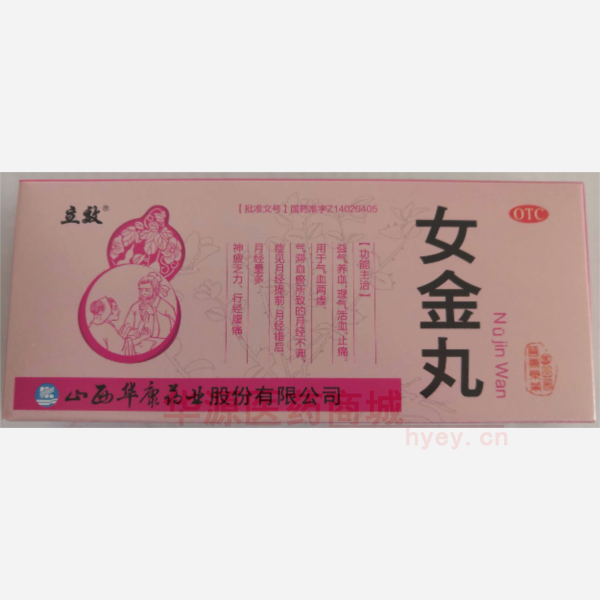 立效®
【批准文号】国药准字Z14020405
OTC
女金丸
Nü jin Wan
【功能主治】
益气养血，理气活血，止痛。
用于气血两虚、
气滞血瘀所致的月经不调，
症见月经提前、月经错后、
月经量多、
神疲乏力、行经腹痛。
山西华康药业股份有限公司
华源医药商城
hyey.cn